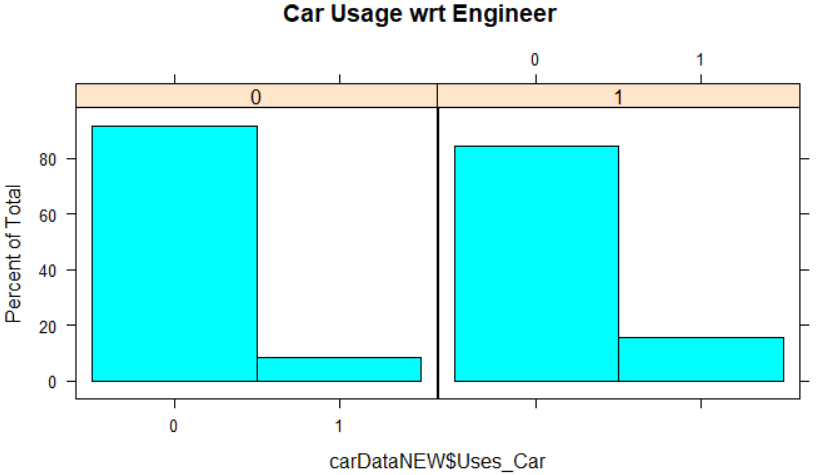 Car Usage wrt Engineer
0 1
0 1
Percent of Total
80
60
40
20
0
0 1
carDataNEW$Uses_Car